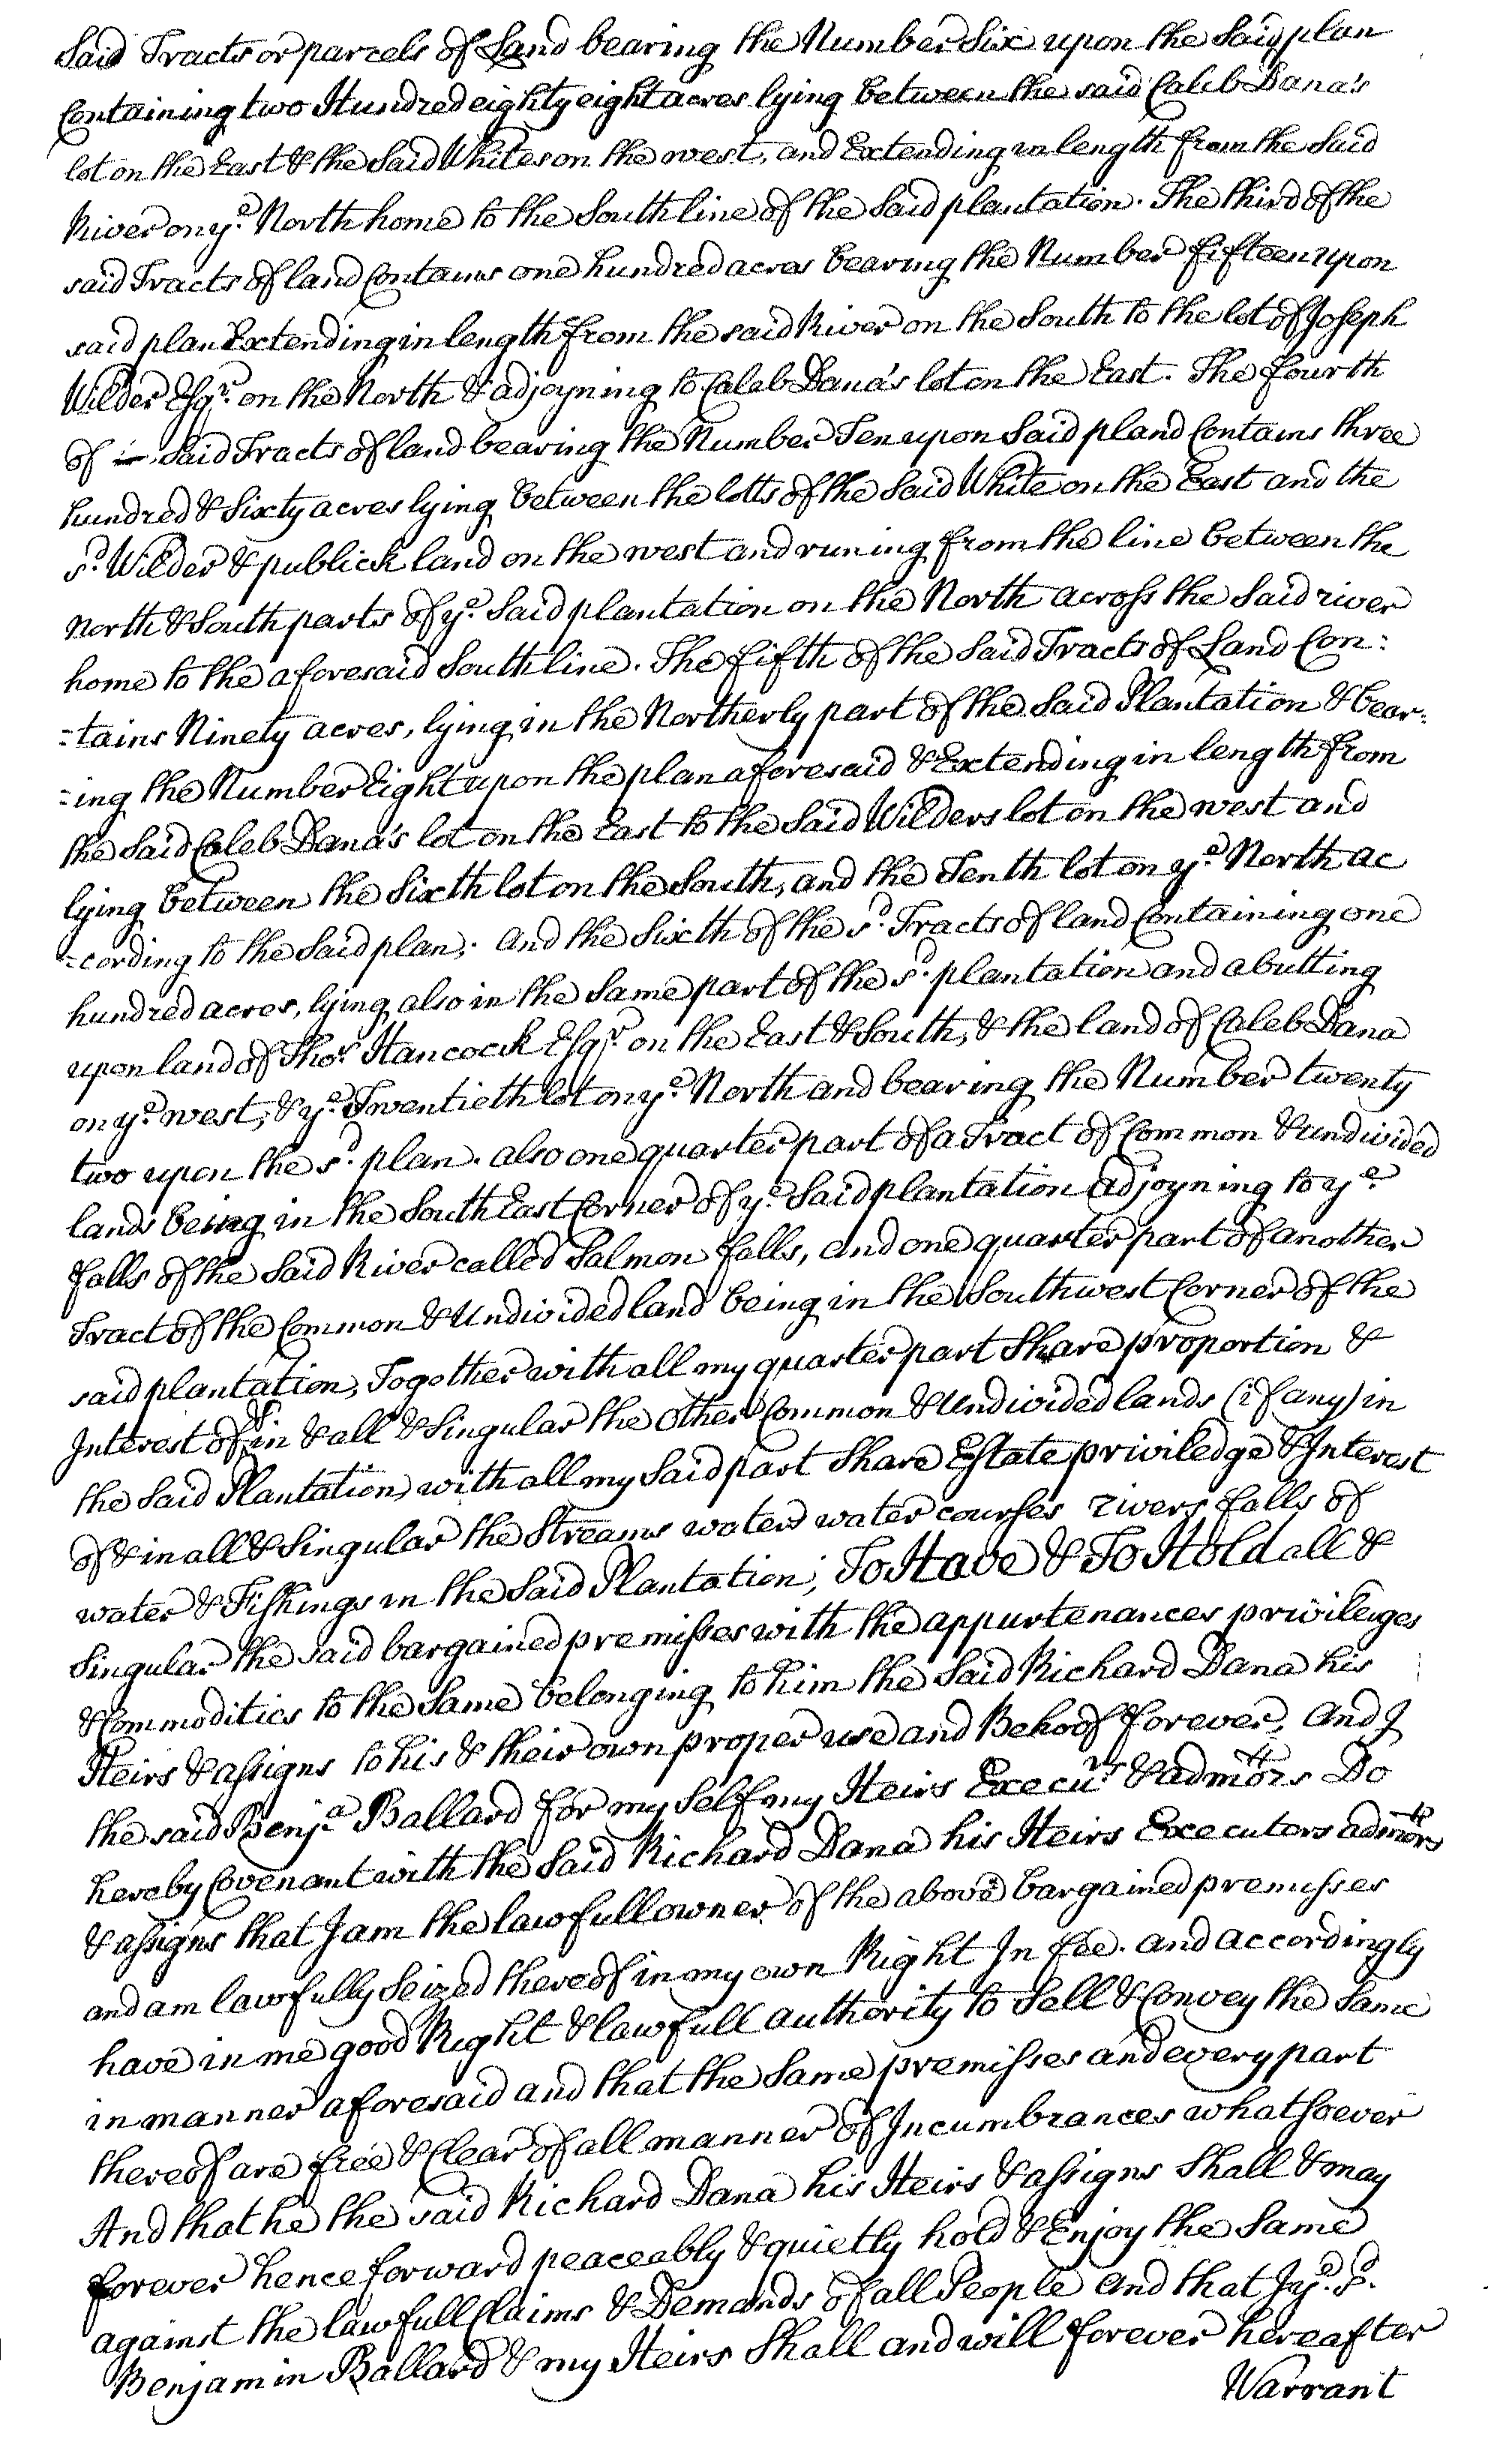 Said Tracts or parcels of Land bearing the Number Six upon the Said plan
Containing two Hundred eighty eight acres lying between the said Caleb Dana's
lot on the East & the Said Whites on the west, and Extending in length from the Said
River on yᵉ. North home to the South line of the Said plantation. The third of the
said Tracts of land Contains one hundred acres bearing the Number fifteen upon
said plan Extending in length from the said River on the South to the lot of Joseph
Wilder Esqʳ. on the North & adjoyning to Caleb Dana's lot on the East. The fourth
of Said Tracts of land bearing the Number Ten upon Said pland Contains three
hundred & Sixty acres lying between the lotts of the Said White on the East and the
sᵈ. Wilder & publick land on the west and runing from the line between the
North & South parts of yᵉ. Said plantation on the North across the Said river
home to the aforesaid South line. The fifth of the Said Tracts of Land Con:
:tains Ninety acres, lying in the Northerly part of the Said Plantation & bear:
:ing the Number Eight upon the plan aforesaid & Extending in length from
the Said Caleb Dana's lot on the East to the Said Wilders lot on the west and
lying between the Sixth lot on the South, and the Tenth lot on yᵉ. North ac
:cording to the Said plan; And the Sixth of the sᵈ. Tracts of land Containing one
hundred acres, lying also in the Same part of the sᵈ. plantation and abutting
upon land of Thoˢ. Hancock Esqʳ. on the East & South, & the land of Caleb Dana
on yᵉ. west, & yᵉ. Twentieth lot on yᵉ. North and bearing the Number twenty
two upon the sᵈ. plan. also one quarter part of a Tract of Common & undivided
lands being in the South East Corner of yᵉ. Said plantation adjoyning to yᵉ.
falls of the Said River called Salmon falls, and one quarter part of another
Tract of the Common & Undivided land being in the Southwest Corner of the
said plantation, Together with all my quarter part Share proportion &
Interest of in & all & Singular the other Common & Undivided lands (if any) in
the Said Plantation, with all my Said part Share Estate priviledge & Interest
of & in all & Singular the Streams waters water courses rivers falls of
water & Fishings in the Said Plantation; To Have & To Hold all &
Singular the said bargained premisses with the appurtenances privileiges
& Commodities to the Same belonging to him the Said Richard Dana his
Heirs & assigns to his & their own proper use and Behoof forever, And I
the said Benjᵃ Ballard for my Self my Heirs Execuʳˢ & admors Do
hereby Covenant with the Said Richard Dana his Heirs Executors admors
& assigns that I am the lawfull owner of the above bargained premisses
and am lawfully Seized thereof in my own Right In fee. and accordingly
have in me good Right & lawfull authority to Sell & Convey the Same
in manner aforesaid and that the Same premisses and every part
thereof are free & Clear of all manner of Incumbrances whatsoever
And that he the said Richard Dana his Heirs & assigns Shall & may
forever henceforward peaceably & quietly hold & Enjoy the Same
against the lawfull Claims & Demands of all People And that I yᵉ. sᵈ.
Benjamin Ballard & my Heirs Shall and will forever hereafter
Warrant